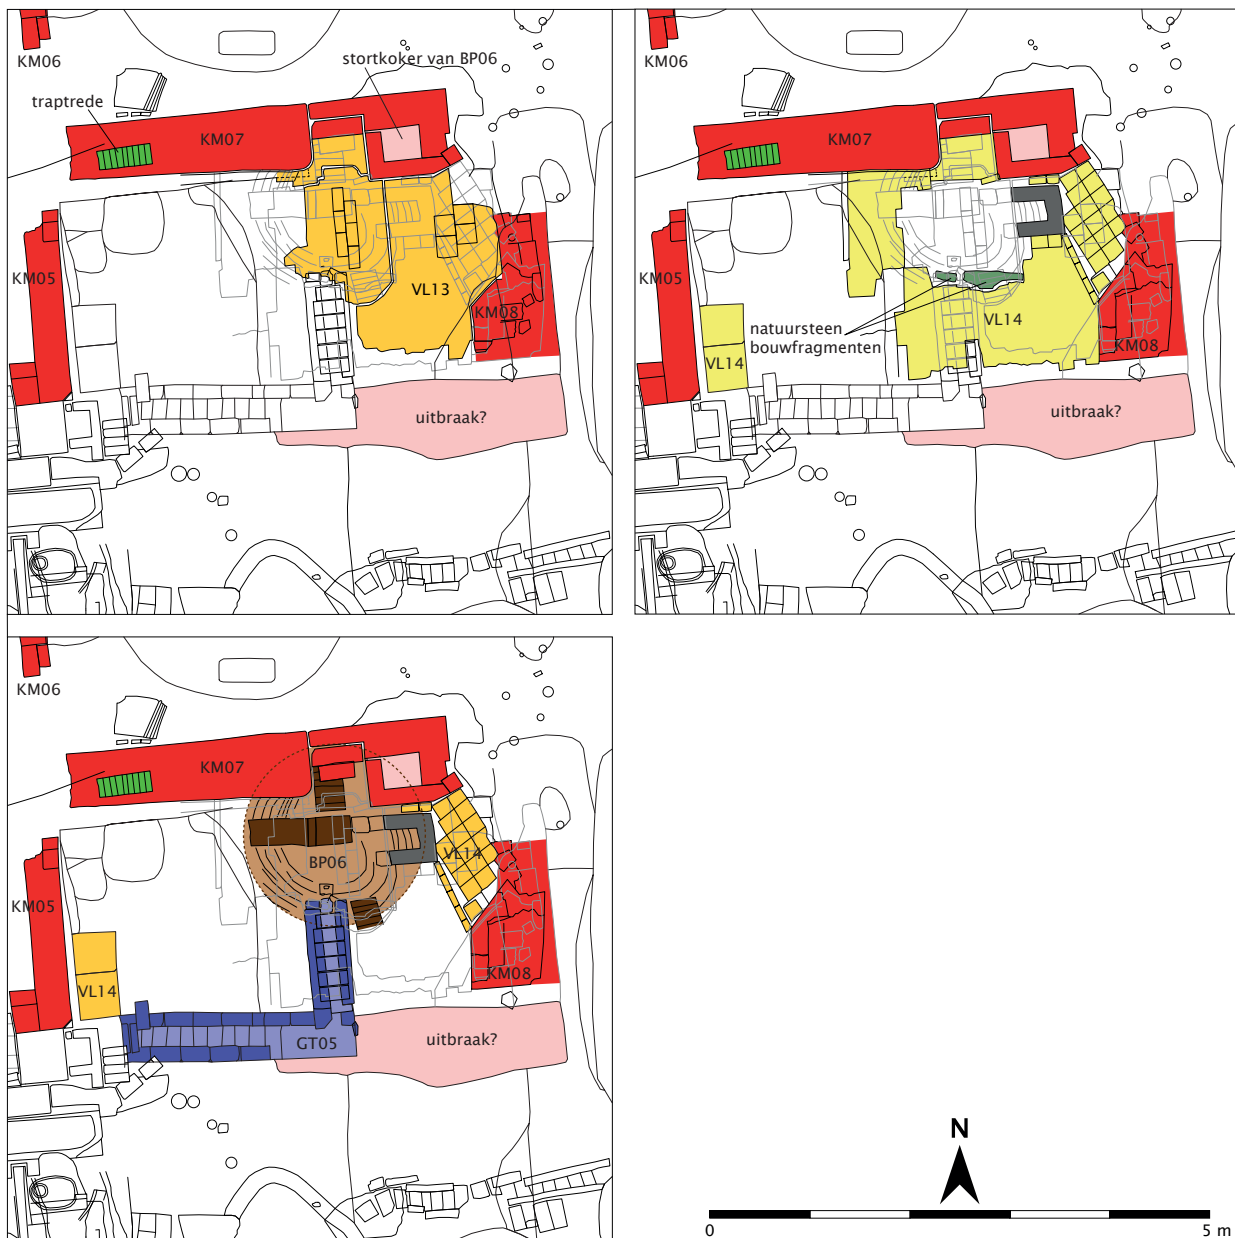 KM06
stortkoker van BP06
traptrede
KM07
KM05
VL13
KM08
uitbraak?
KM06
KM07
KM05
natuursteen
bouwfragmenten
VL14
KM08
VL14
uitbraak?
KM06
KM07
BP06
VL14
KM05
KM08
VL14
GT05
uitbraak?
N
0
5 m